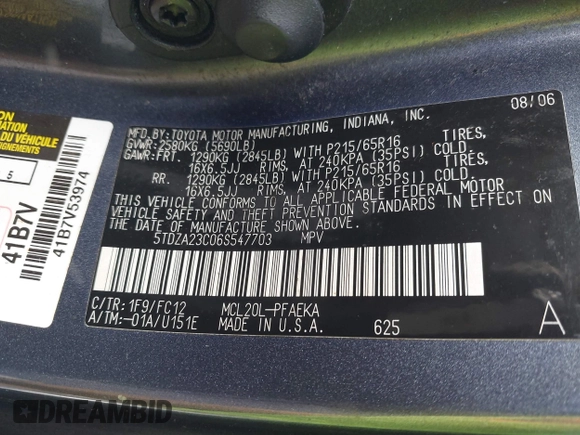 MFD.BY:TOYOTA MOTOR MANUFACTURING, INDIANA, INC. 08/06
GVWR:2580KG (5690LB)
GAWR:FRT. 1290KG (2845LB) WITH P215/65R16 TIRES,
16X6.5JJ RIMS, AT 240KPA (35PSI) COLD.
RR. 1290KG (2845LB) WITH P215/65R16 TIRES,
16X6.5JJ RIMS, AT 240KPA (35PSI) COLD.
THIS VEHICLE CONFORMS TO ALL APPLICABLE FEDERAL MOTOR
VEHICLE SAFETY AND THEFT PREVENTION STANDARDS IN EFFECT ON
THE DATE OF MANUFACTURE SHOWN ABOVE.
5TDZA23C06S547703 MPV
C/TR:1F9/FC12 MCL20L-PFAEKA
A/TM:-01A/U151E MADE IN U.S.A. 625
A
DU VÉHICULE
5
41B7V
41B7V53974
DREAMBID